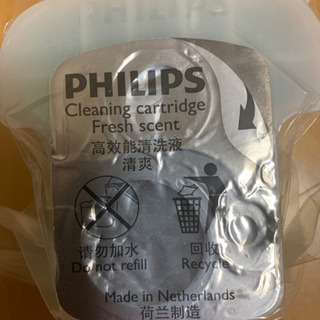 PHILIPS
Cleaning cartridge
Fresh scent
高效能清洗液
清爽
请勿加水
Do not refill
回收
Recycle
Made in Netherlands
荷兰制造